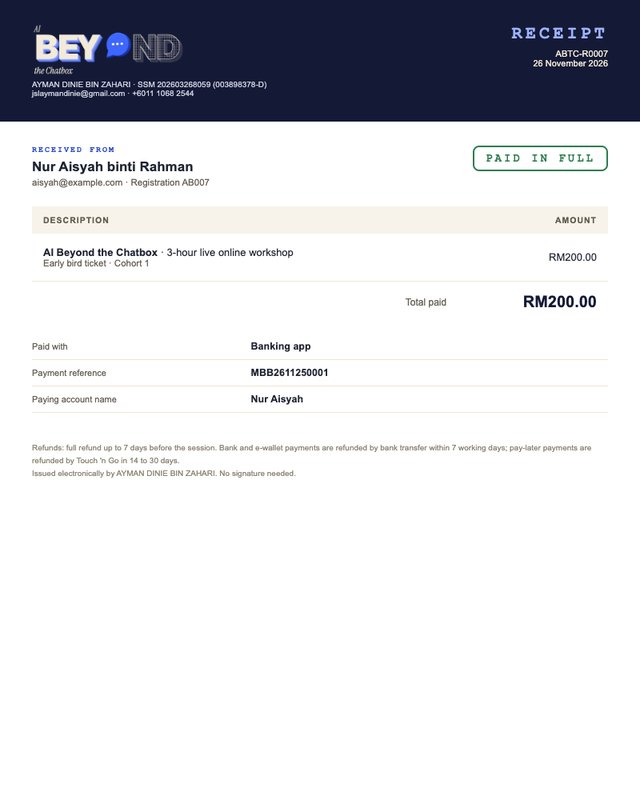 AI
BEYOND
the Chatbox
AYMAN DINIE BIN ZAHARI · SSM 202603268059 (003898378-D)
jslaymandinie@gmail.com · +6011 1068 2544
RECEIPT
ABTC-R0007
26 November 2026
RECEIVED FROM
Nur Aisyah binti Rahman
aisyah@example.com · Registration AB007
PAID IN FULL
DESCRIPTION AMOUNT
AI Beyond the Chatbox · 3-hour live online workshop RM200.00
Early bird ticket · Cohort 1
Total paid RM200.00
Paid with Banking app
Payment reference MBB2611250001
Paying account name Nur Aisyah
Refunds: full refund up to 7 days before the session. Bank and e-wallet payments are refunded by bank transfer within 7 working days; pay-later payments are
refunded by Touch 'n Go in 14 to 30 days.
Issued electronically by AYMAN DINIE BIN ZAHARI. No signature needed.